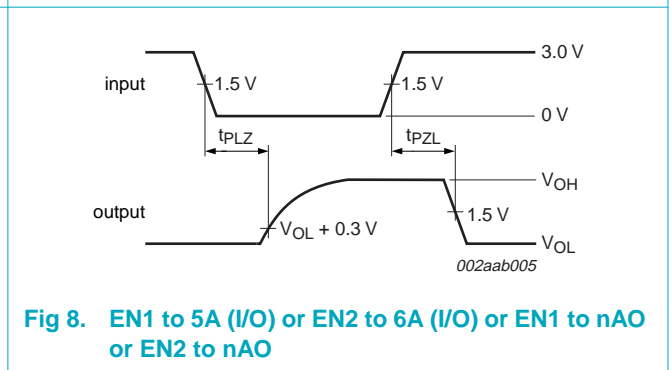 3.0 V
input
1.5 V
1.5 V
0 V
tPLZ
tPZL
VOH
output
1.5 V
VOL + 0.3 V
VOL
002aab005
Fig 8. EN1 to 5A (I/O) or EN2 to 6A (I/O) or EN1 to nAO
or EN2 to nAO